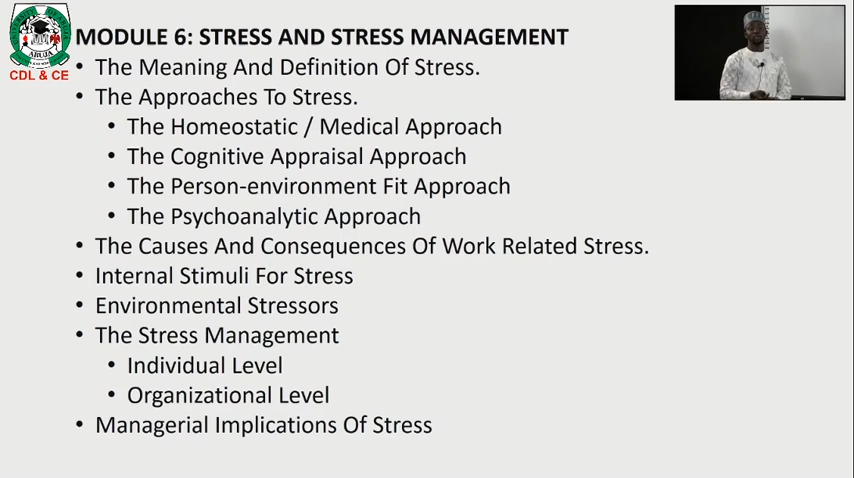 MODULE 6: STRESS AND STRESS MANAGEMENT
• The Meaning And Definition Of Stress.
• The Approaches To Stress.
• The Homeostatic / Medical Approach
• The Cognitive Appraisal Approach
• The Person-environment Fit Approach
• The Psychoanalytic Approach
• The Causes And Consequences Of Work Related Stress.
• Internal Stimuli For Stress
• Environmental Stressors
• The Stress Management
• Individual Level
• Organizational Level
• Managerial Implications Of Stress
ABUJA
CDL & CE